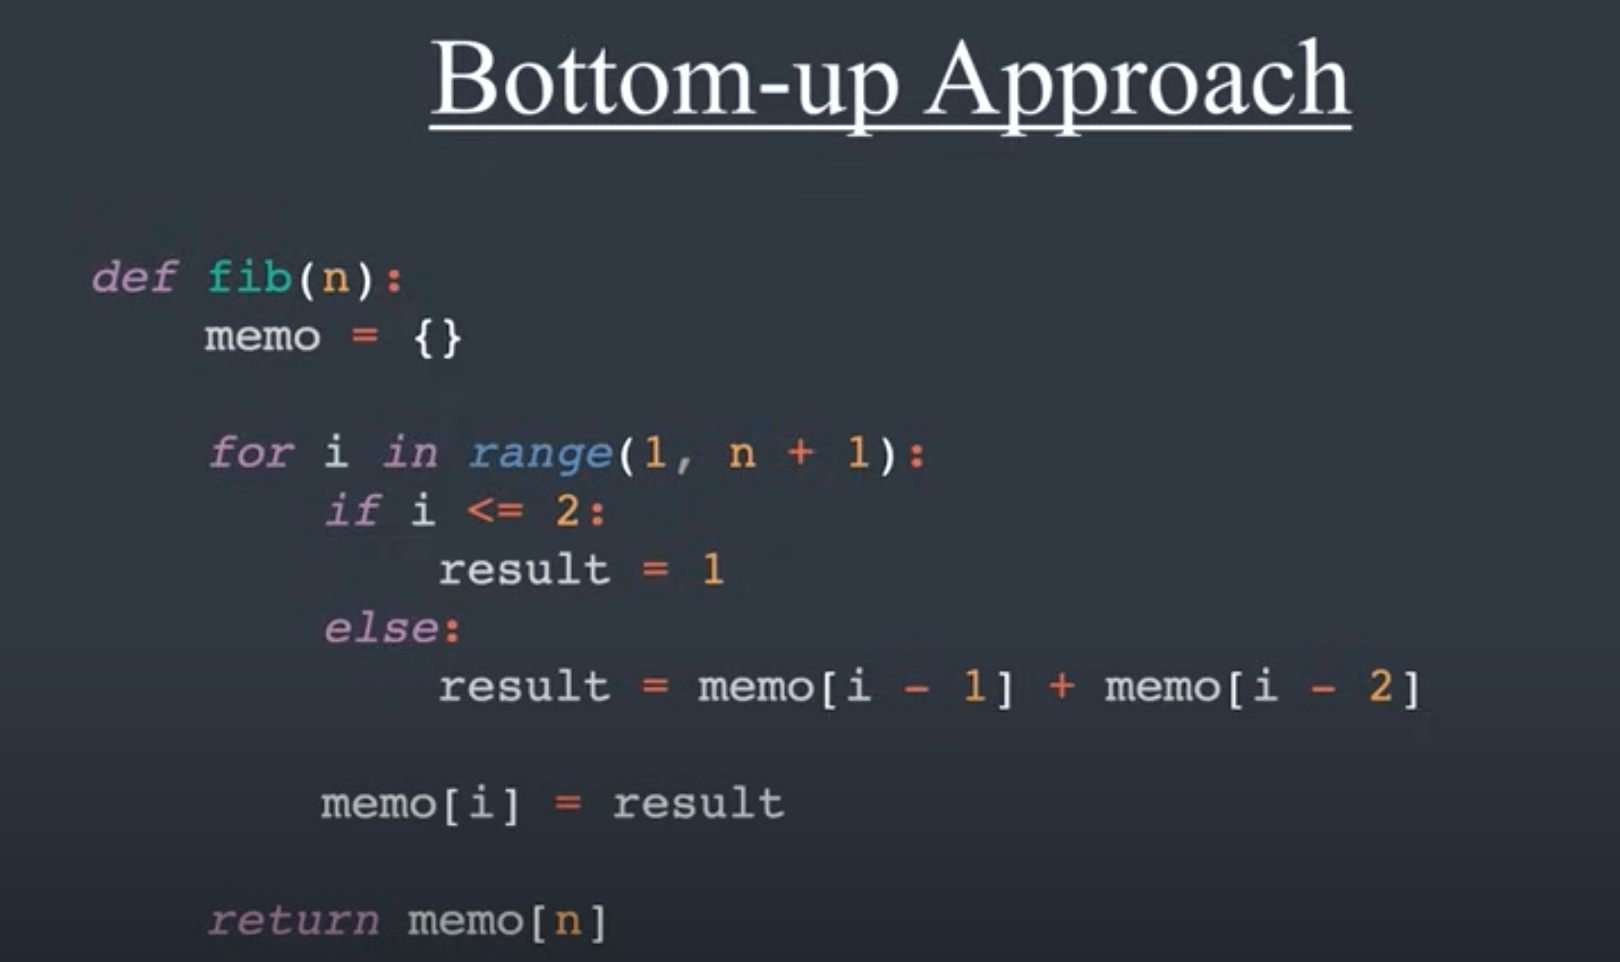 Bottom-up Approach
def fib(n):
    memo = {}
    for i in range(1, n + 1):
        if i <= 2:
            result = 1
        else:
            result = memo[i - 1] + memo[i - 2]
        memo[i] = result
    return memo[n]